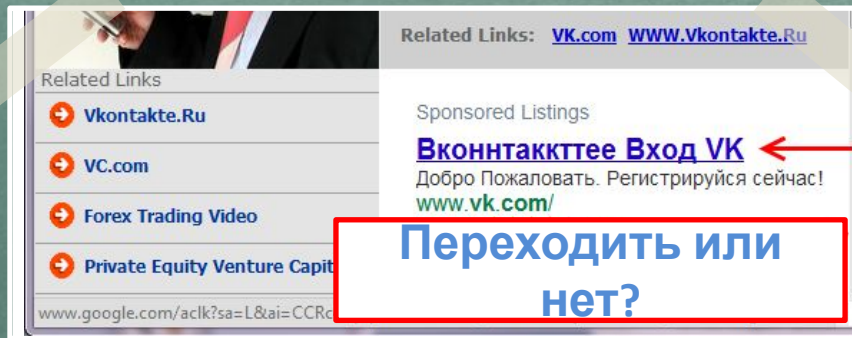 Related Links: VK.com WWW.Vkontakte.Ru
Related Links
Vkontakte.Ru
VC.com
Forex Trading Video
Private Equity Venture Capit
www.google.com/aclk?sa=L&ai=CCRc
Sponsored Listings
Вконнтаккттее Вход VK
Добро Пожаловать. Регистрируйся сейчас!
www.vk.com/
Переходить или
нет?